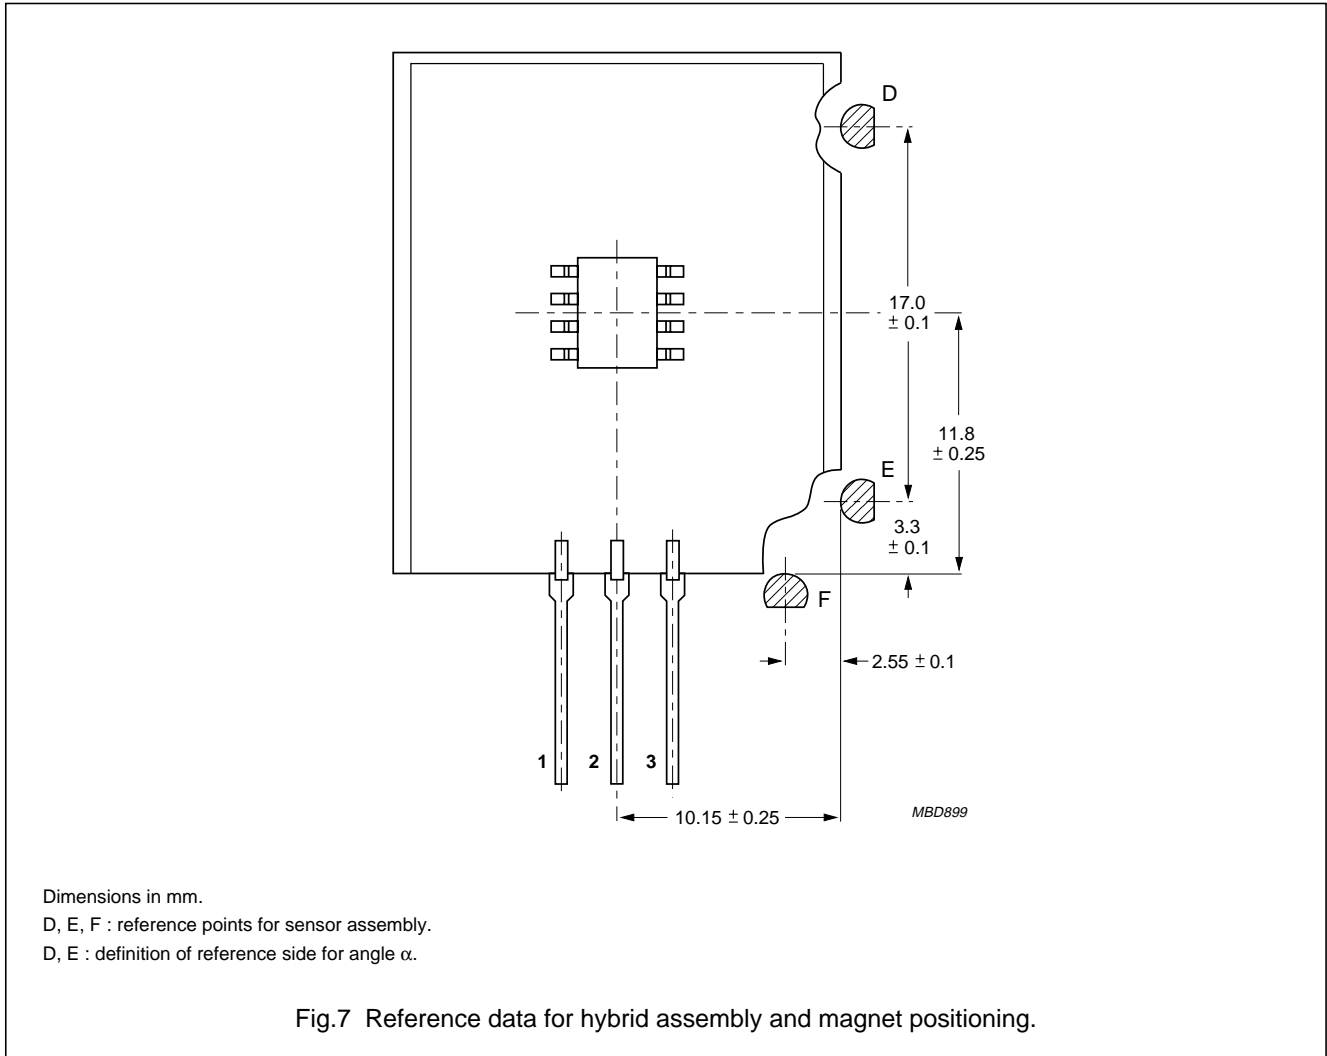 D
17.0
± 0.1
11.8
± 0.25
E
3.3
± 0.1
F
2.55 ± 0.1
1 2 3
10.15 ± 0.25
MBD899
Dimensions in mm.
D, E, F : reference points for sensor assembly.
D, E : definition of reference side for angle α.
Fig.7 Reference data for hybrid assembly and magnet positioning.